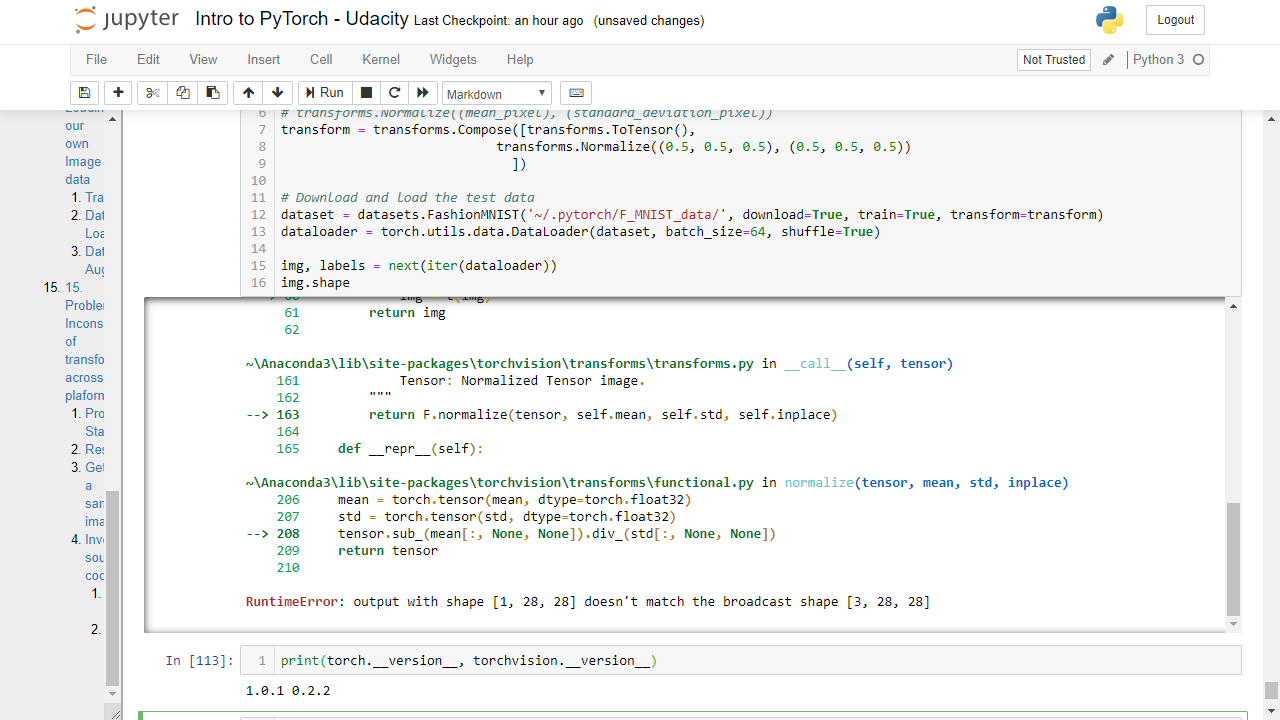 jupyter Intro to PyTorch - Udacity Last Checkpoint: an hour ago (unsaved changes)
Logout
File Edit View Insert Cell Kernel Widgets Help
Not Trusted
Python 3
Run
Markdown
our
own
Image
data
1. Tra
2. Dat
Loa
3. Dat
Aug
15. 15.
Probler
Incons
of
transfo
across
plaform
1. Pro
Sta
2. Res
3. Get
a
san
ima
4. Inve
sou
coc
1.
2.
6 # transforms.Normalize((mean_pixel), (standard_deviation_pixel))
7 transform = transforms.Compose([transforms.ToTensor(),
8 transforms.Normalize((0.5, 0.5, 0.5), (0.5, 0.5, 0.5))
9 ])
10
11 # Download and load the test data
12 dataset = datasets.FashionMNIST('~/.pytorch/F_MNIST_data/', download=True, train=True, transform=transform)
13 dataloader = torch.utils.data.DataLoader(dataset, batch_size=64, shuffle=True)
14
15 img, labels = next(iter(dataloader))
16 img.shape
61 return img
62
~\Anaconda3\lib\site-packages\torchvision\transforms\transforms.py in __call__(self, tensor)
161 Tensor: Normalized Tensor image.
162 """
--> 163 return F.normalize(tensor, self.mean, self.std, self.inplace)
164
165 def __repr__(self):
~\Anaconda3\lib\site-packages\torchvision\transforms\functional.py in normalize(tensor, mean, std, inplace)
206 mean = torch.tensor(mean, dtype=torch.float32)
207 std = torch.tensor(std, dtype=torch.float32)
--> 208 tensor.sub_(mean[:, None, None]).div_(std[:, None, None])
209 return tensor
210
RuntimeError: output with shape [1, 28, 28] doesn't match the broadcast shape [3, 28, 28]
In [113]: 1 print(torch.__version__, torchvision.__version__)
1.0.1 0.2.2